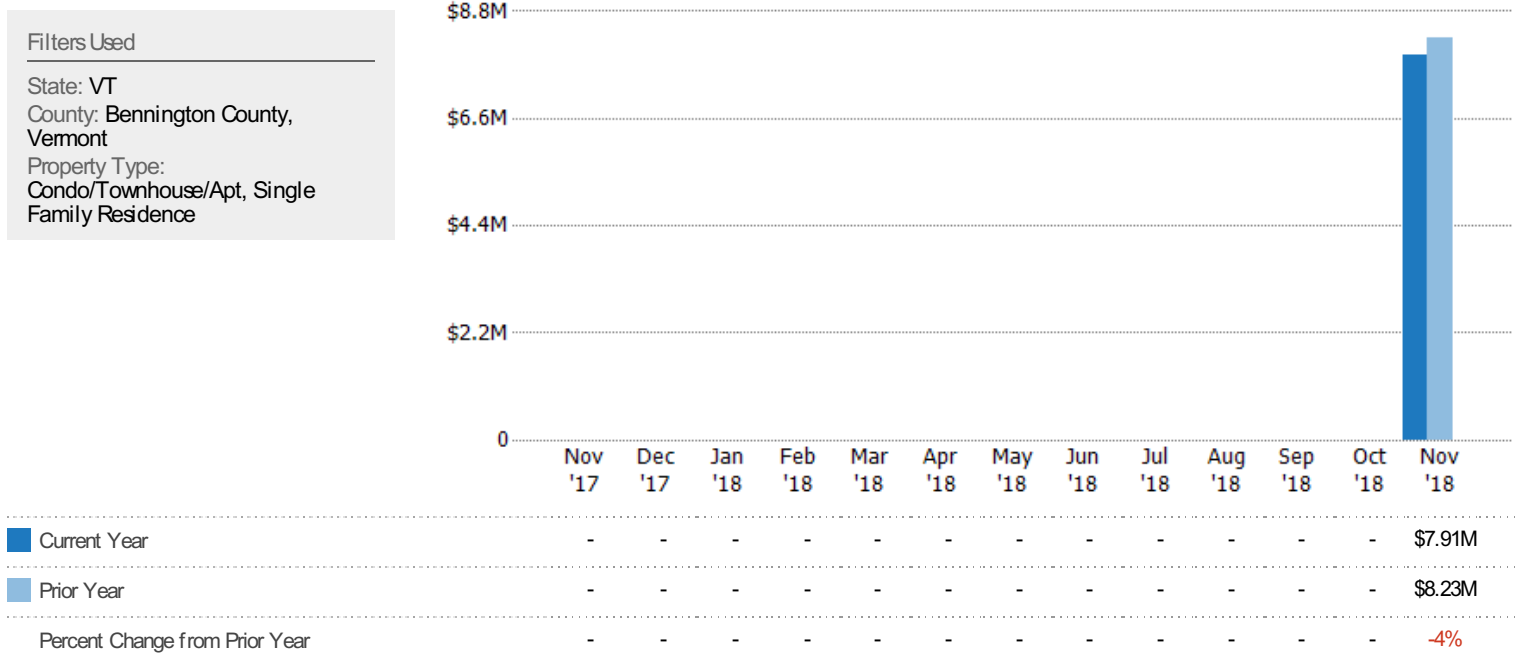 Filters Used
State: VT
County: Bennington County,
Vermont
Property Type:
Condo/Townhouse/Apt, Single
Family Residence
$8.8M
$6.6M
$4.4M
$2.2M
0
Nov Dec Jan Feb Mar Apr May Jun Jul Aug Sep Oct Nov
'17 '17 '18 '18 '18 '18 '18 '18 '18 '18 '18 '18 '18
Current Year - - - - - - - - - - - - $7.91M
Prior Year - - - - - - - - - - - - $8.23M
Percent Change from Prior Year - - - - - - - - - - - - -4%